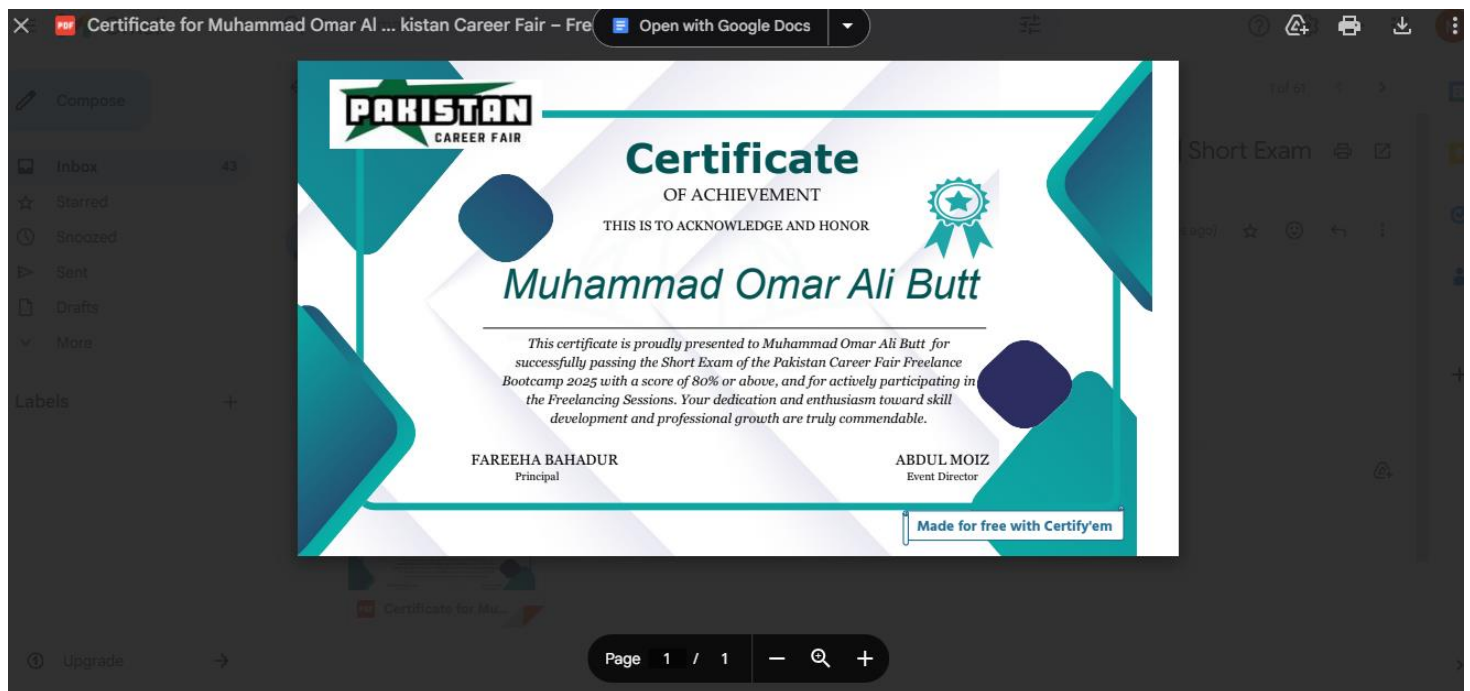 Certificate for Muhammad Omar Al ... kistan Career Fair – Fre
Open with Google Docs
Compose
1 of 61
Short Exam
Inbox 43
Starred
Snoozed
ago)
Sent
Drafts
More
Labels
PAKISTAN
CAREER FAIR
Certificate
OF ACHIEVEMENT
THIS IS TO ACKNOWLEDGE AND HONOR
Muhammad Omar Ali Butt
This certificate is proudly presented to Muhammad Omar Ali Butt for
successfully passing the Short Exam of the Pakistan Career Fair Freelance
Bootcamp 2025 with a score of 80% or above, and for actively participating in
the Freelancing Sessions. Your dedication and enthusiasm toward skill
development and professional growth are truly commendable.
FAREEHA BAHADUR
Principal
ABDUL MOIZ
Event Director
Made for free with Certify'em
PDF Certificate for Mu...
Upgrade
Page 1 / 1